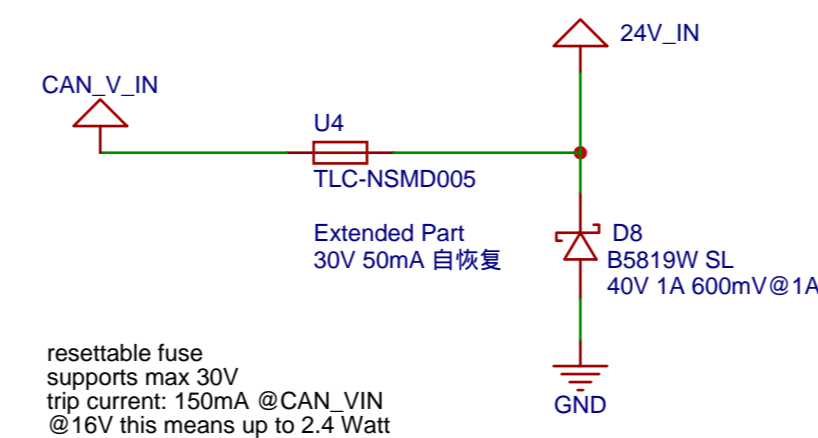 24V_IN
CAN_V_IN
U4
TLC-NSMD005
Extended Part
30V 50mA 自恢复
D8
B5819W SL
40V 1A 600mV@1A
GND
resettable fuse
supports max 30V
trip current: 150mA @CAN_VIN
@16V this means up to 2.4 Watt